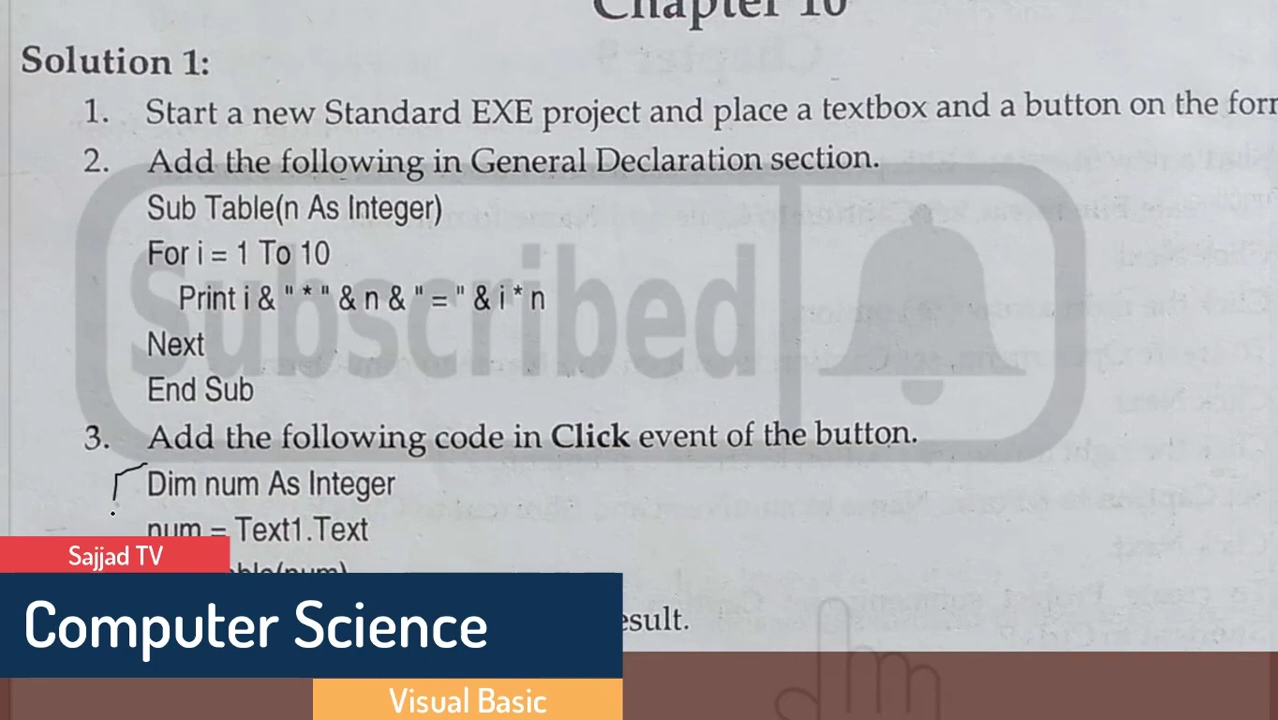 Chapter 10
Solution 1:
1. Start a new Standard EXE project and place a textbox and a button on the
2. Add the following in General Declaration section.
Sub Table(n As Integer)
For i = 1 To 10
Print i & " * " & n & " = " & i * n
Next
End Sub
3. Add the following code in Click event of the button.
Dim num As Integer
num = Text1.Text
Sajjad TV
Computer Science
Visual Basic
Subscribed